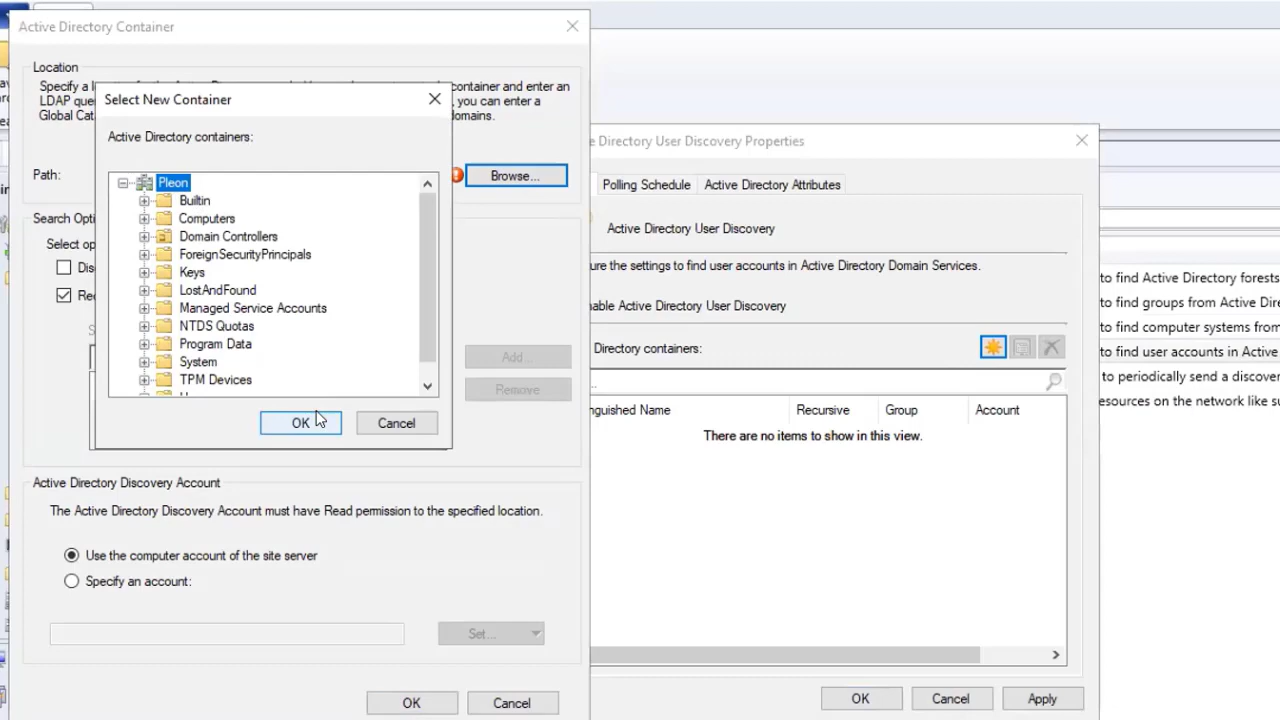 Active Directory Container
Location
Specify a l
container and enter an
LDAP que
, you can enter a
Global Cat
domains.
Select New Container
Active Directory containers:
Pleon
Builtin
Computers
Domain Controllers
ForeignSecurityPrincipals
Keys
LostAndFound
Managed Service Accounts
NTDS Quotas
Program Data
System
TPM Devices
OK
Cancel
Path:
Browse...
Search Opti
Select op
Dis
Rec
Add...
Remove
Active Directory Discovery Account
The Active Directory Discovery Account must have Read permission to the specified location.
Use the computer account of the site server
Specify an account:
Set...
OK
Cancel
e Directory User Discovery Properties
Polling Schedule
Active Directory Attributes
Active Directory User Discovery
ure the settings to find user accounts in Active Directory Domain Services.
nable Active Directory User Discovery
Directory containers:
...
nguished Name
Recursive
Group
Account
There are no items to show in this view.
OK
Cancel
Apply
to find Active Directory forests
to find groups from Active Dire
to find computer systems from
to find user accounts in Active
to periodically send a discover
esources on the network like su